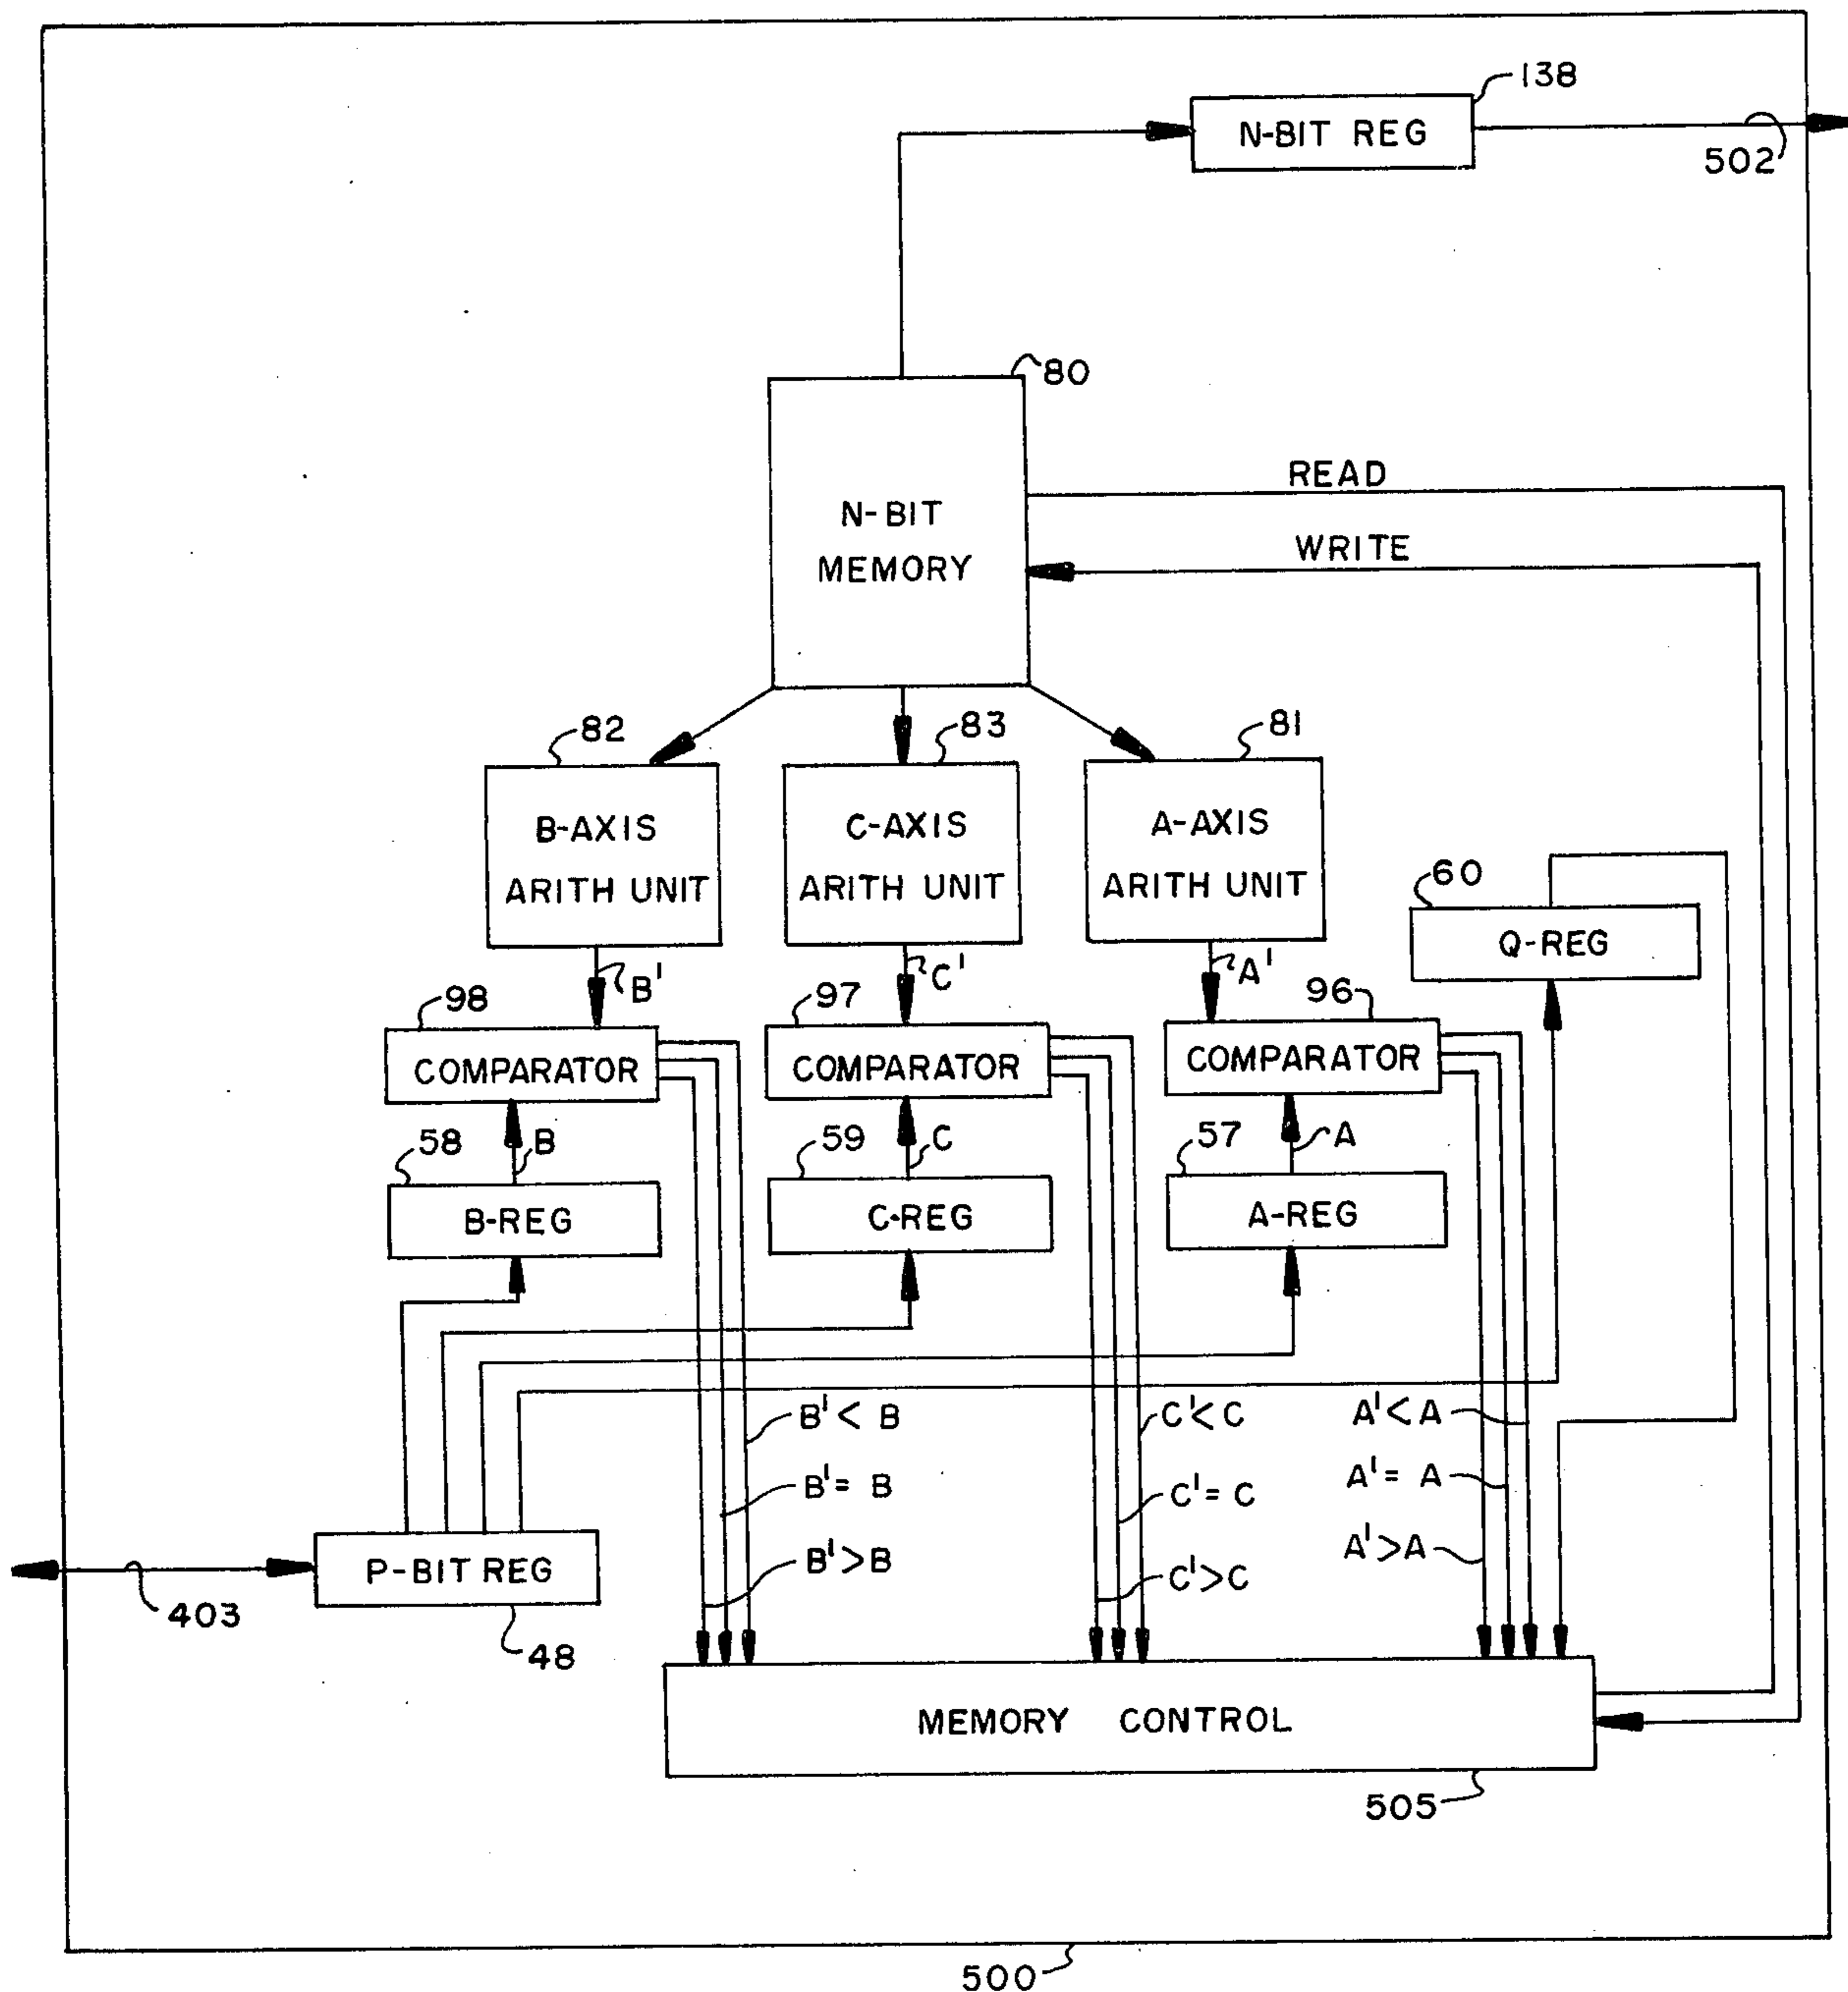 138
N-BIT REG
502
80
N-BIT
MEMORY
READ
WRITE
82
83
81
B-AXIS
ARITH UNIT
C-AXIS
ARITH UNIT
A-AXIS
ARITH UNIT
60
Q-REG
B'
C'
A'
98
97
96
COMPARATOR
COMPARATOR
COMPARATOR
58
B
59
C
57
A
B-REG
C-REG
A-REG
B' < B
C' < C
A' < A
B' = B
C' = C
A' = A
B' > B
C' > C
A' > A
P-BIT REG
403
48
MEMORY CONTROL
505
500